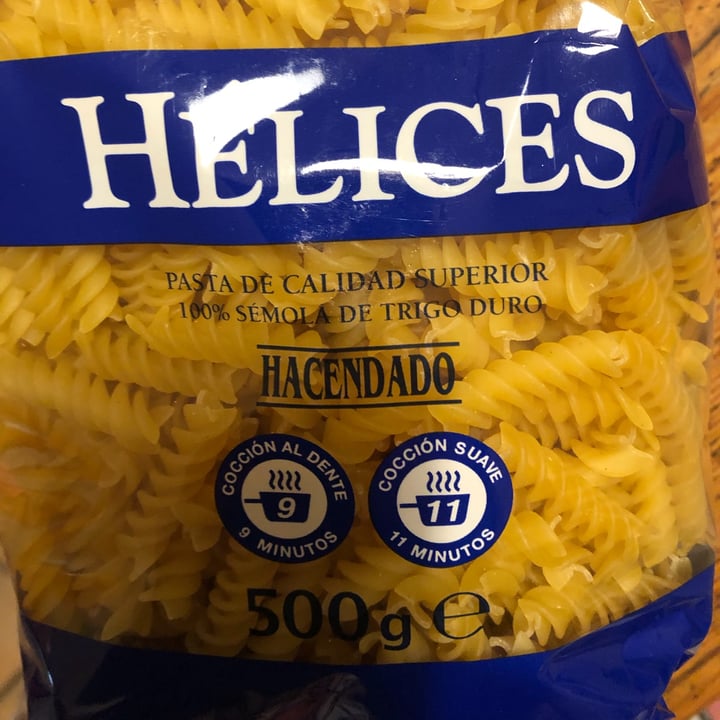 HÉLICES
PASTA DE CALIDAD SUPERIOR
100% SÉMOLA DE TRIGO DURO
HACENDADO
COCCIÓN AL DENTE
9
9 MINUTOS
COCCIÓN SUAVE
11
11 MINUTOS
500g ℮